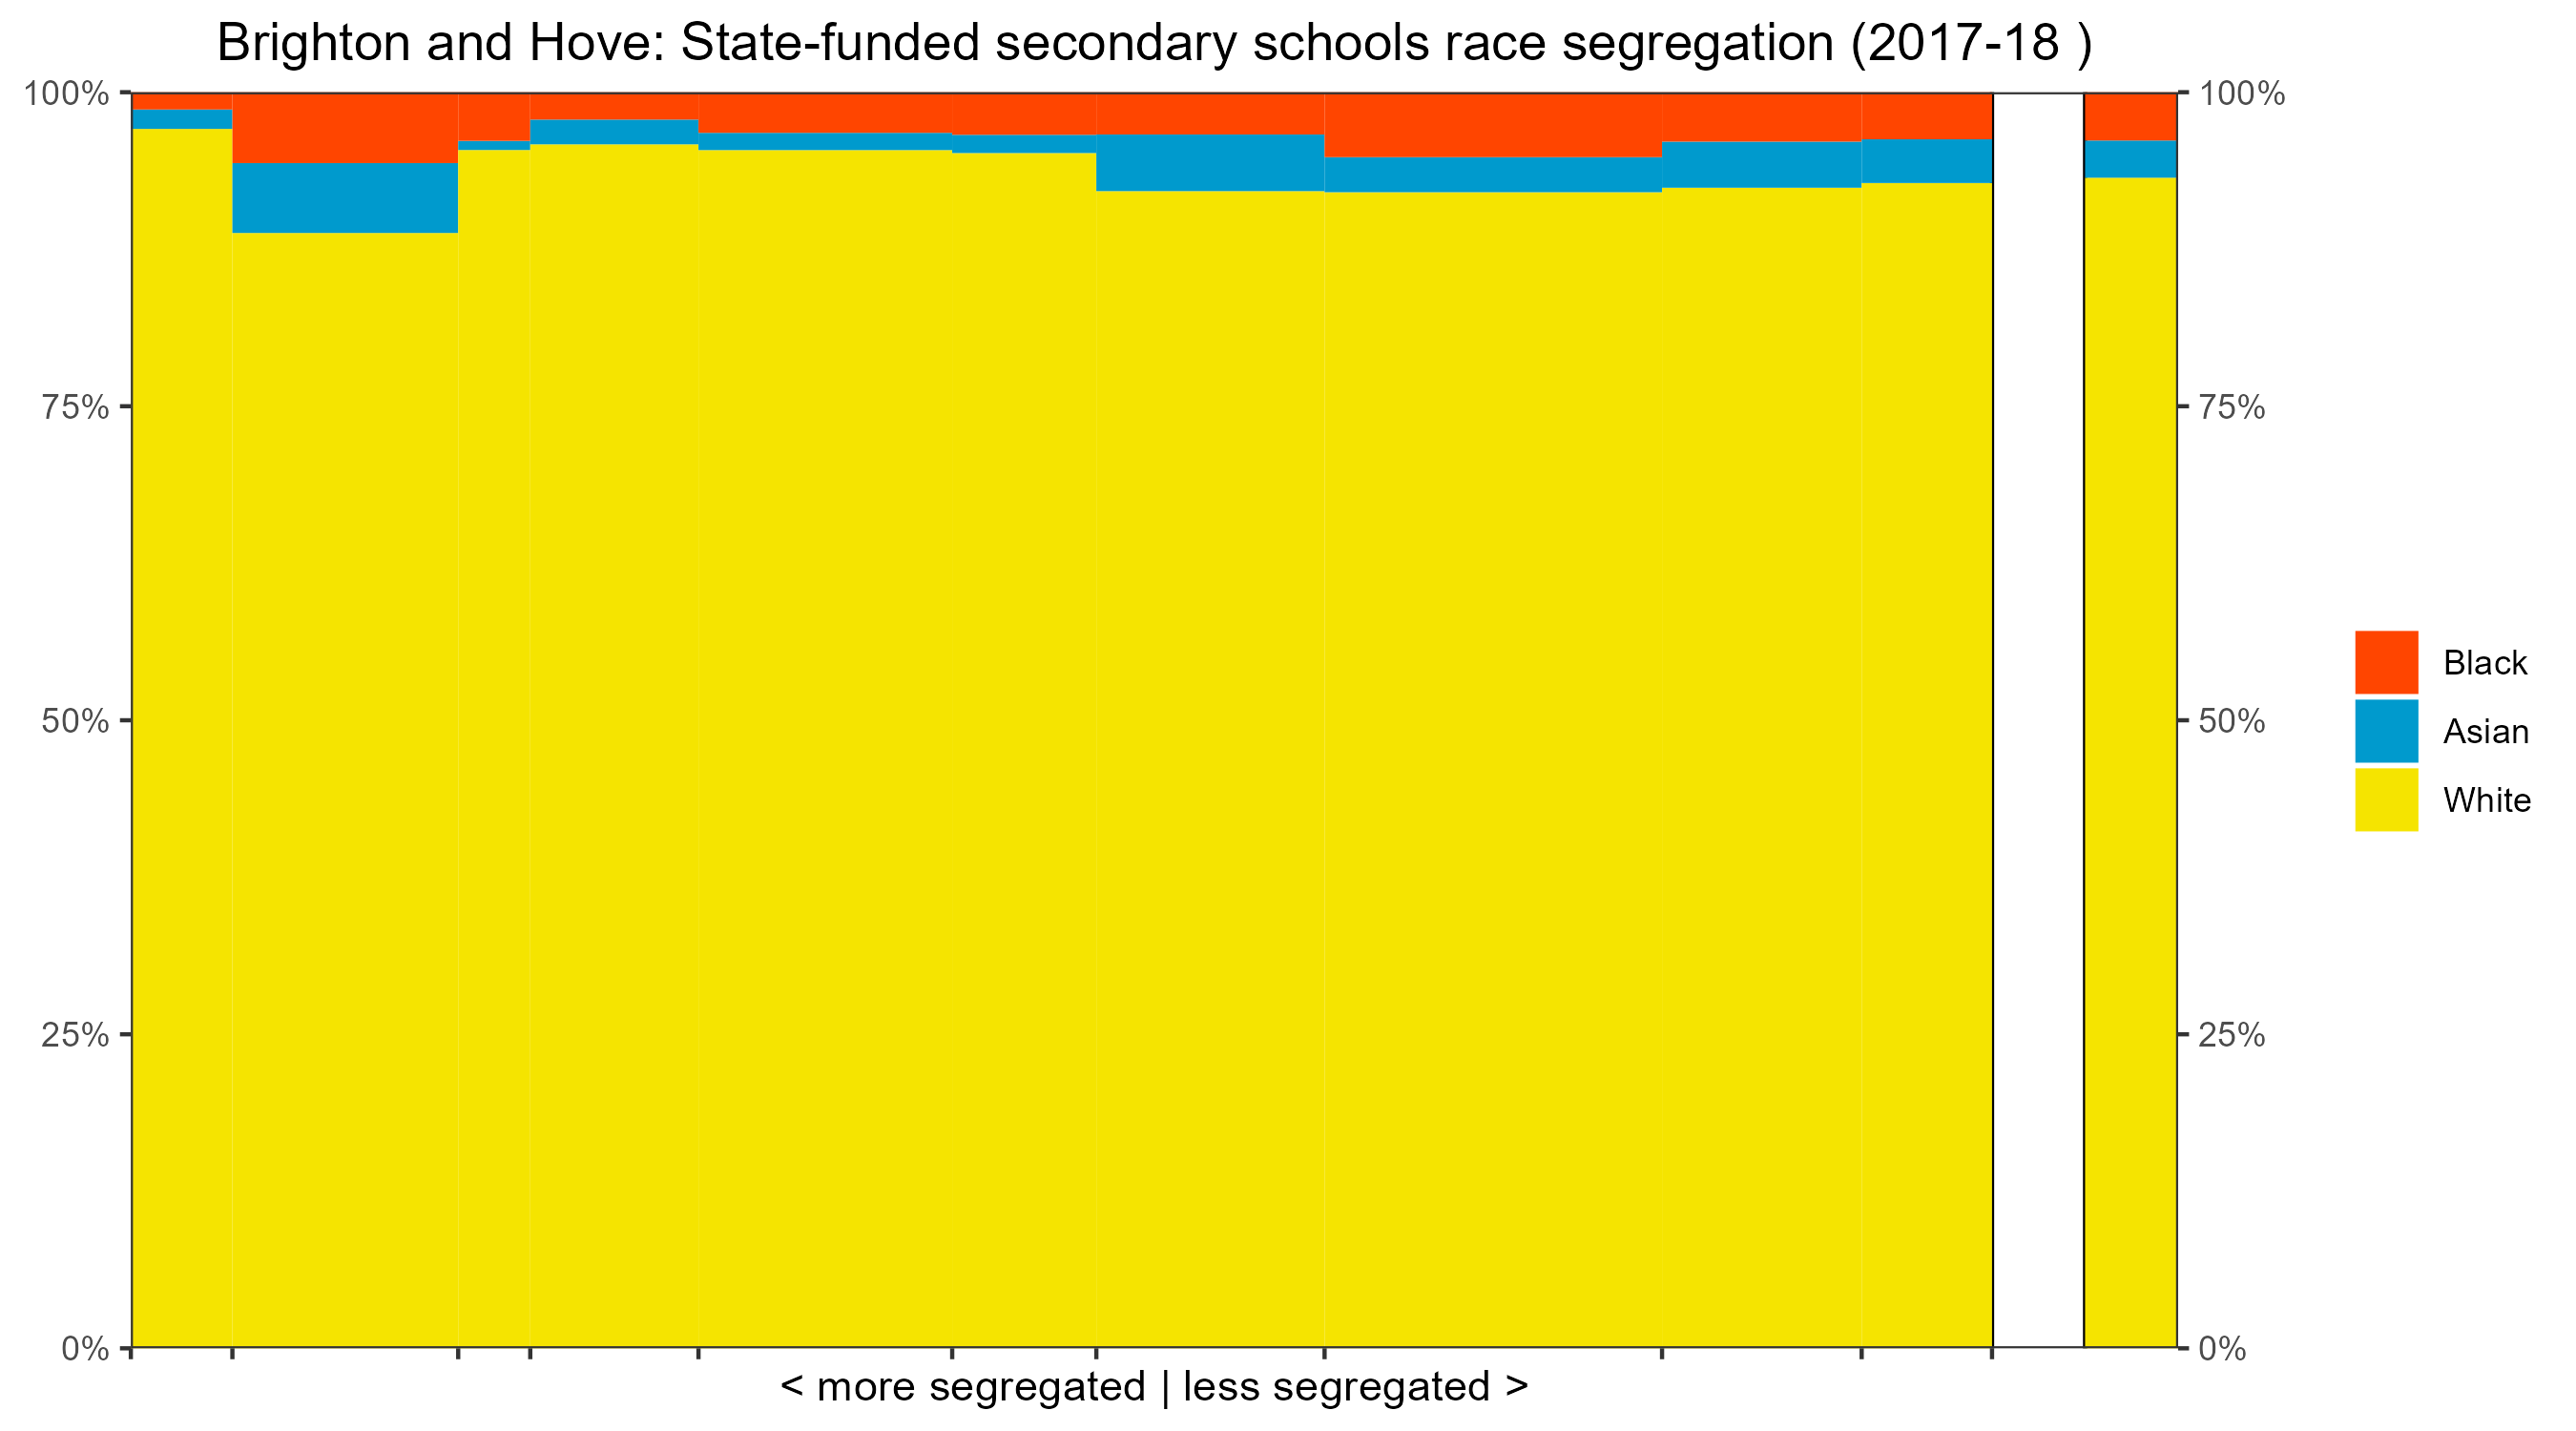 Brighton and Hove: State-funded secondary schools race segregation (2017-18 )
100%
75%
50%
25%
0%
100%
75%
50%
25%
0%
Black
Asian
White
< more segregated | less segregated >